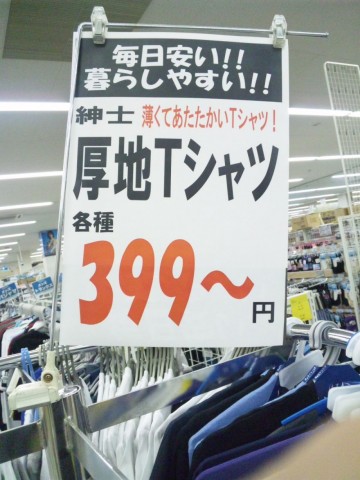 毎日安い!!
暮らしやすい!!
紳士 薄くてあたたかいTシャツ!
厚地Tシャツ
各種
399〜円